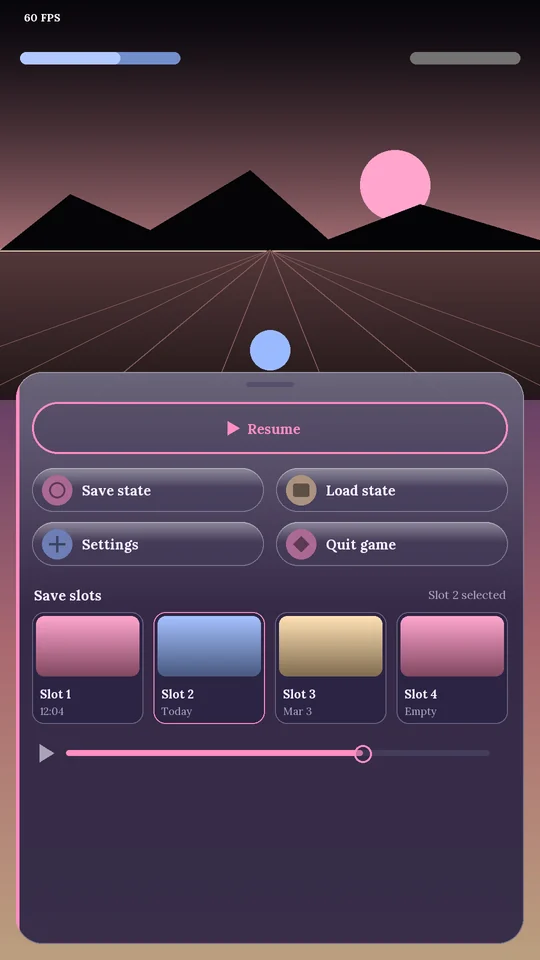 60 FPS
Resume
Save state
Load state
Settings
Quit game
Save slots
Slot 2 selected
Slot 1
12:04
Slot 2
Today
Slot 3
Mar 3
Slot 4
Empty